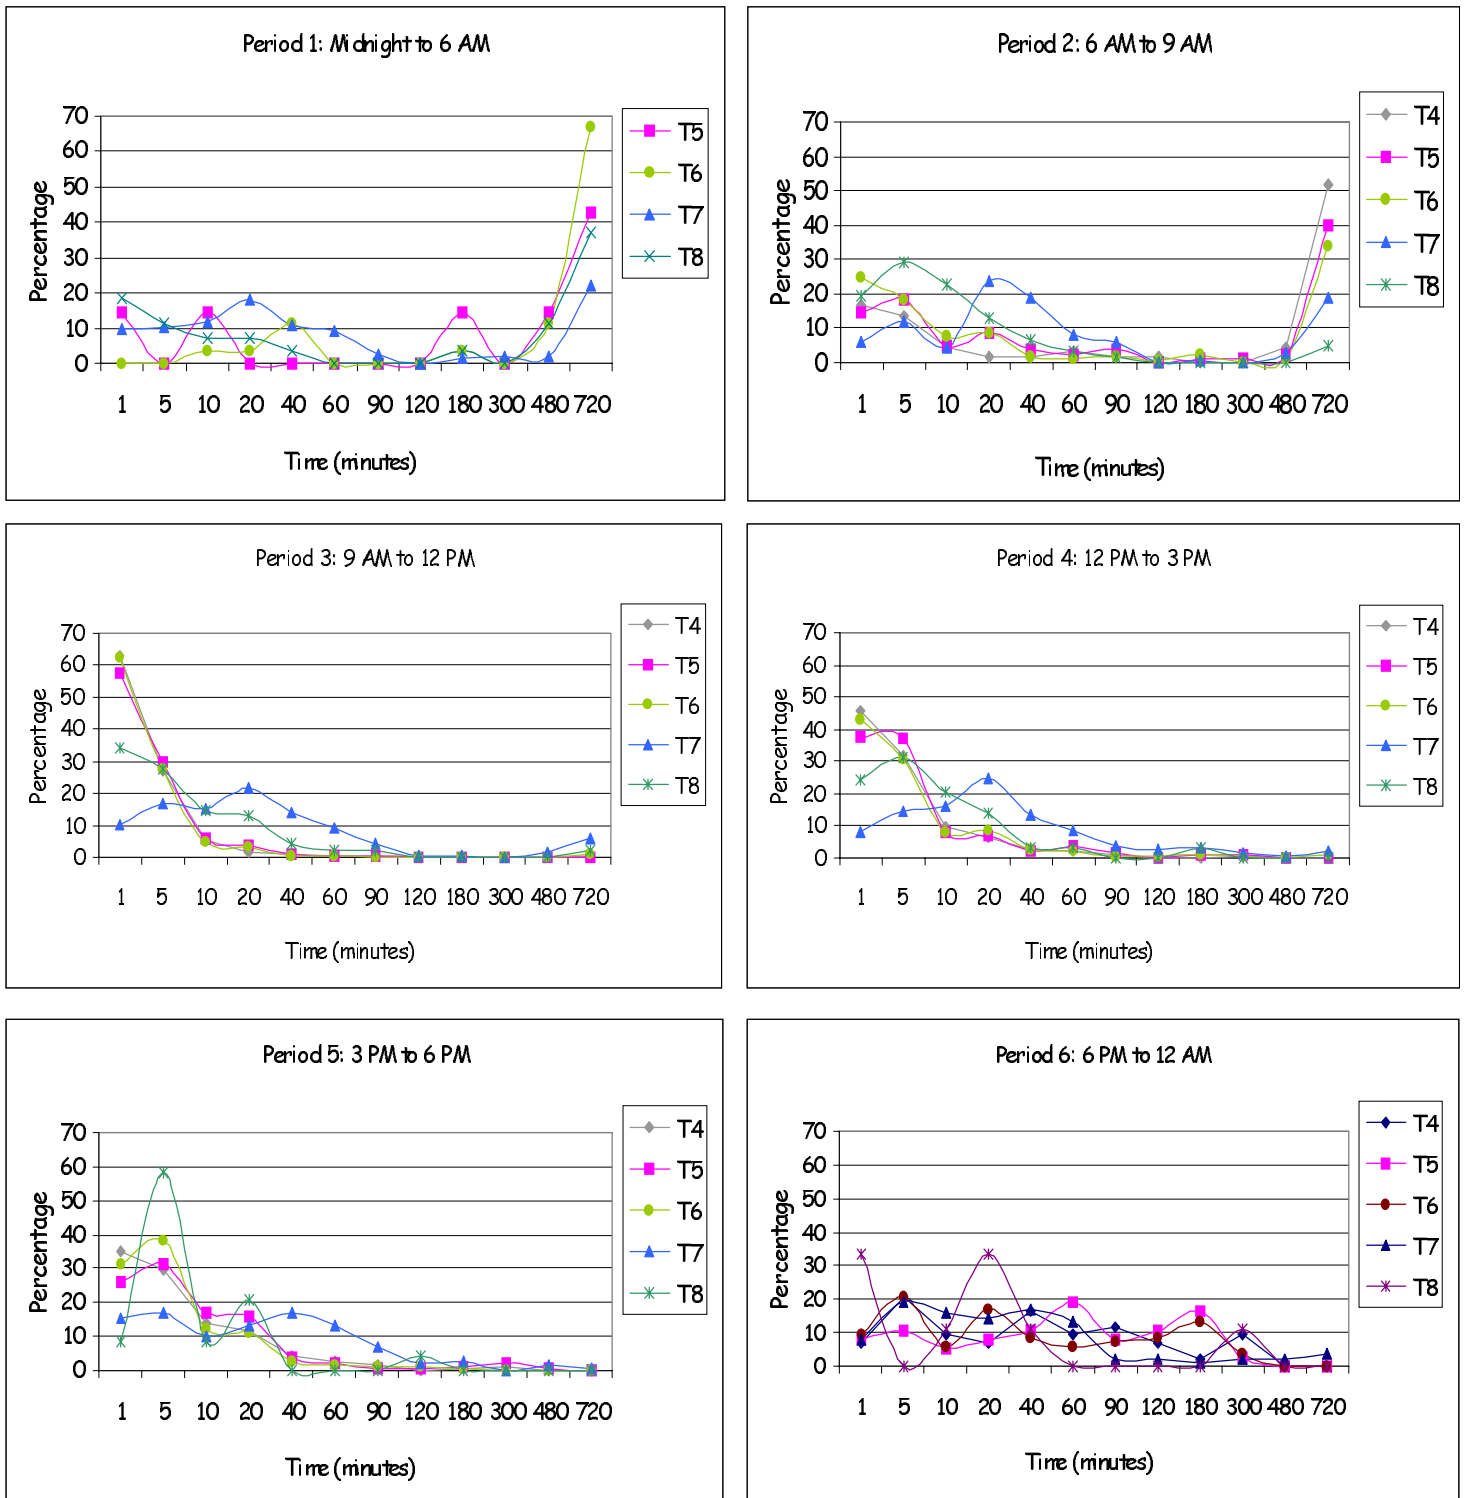 Period 1: Midnight to 6 AM
70
60
50
40
30
20
10
0
Percentage
1 5 10 20 40 60 90 120 180 300 480 720
Time (minutes)
T5
T6
T7
T8
Period 2: 6 AM to 9 AM
70
60
50
40
30
20
10
0
Percentage
1 5 10 20 40 60 90 120 180 300 480 720
Time (minutes)
T4
T5
T6
T7
T8
Period 3: 9 AM to 12 PM
70
60
50
40
30
20
10
0
Percentage
1 5 10 20 40 60 90 120 180 300 480 720
Time (minutes)
T4
T5
T6
T7
T8
Period 4: 12 PM to 3 PM
70
60
50
40
30
20
10
0
Percentage
1 5 10 20 40 60 90 120 180 300 480 720
Time (minutes)
T4
T5
T6
T7
T8
Period 5: 3 PM to 6 PM
70
60
50
40
30
20
10
0
Percentage
1 5 10 20 40 60 90 120 180 300 480 720
Time (minutes)
T4
T5
T6
T7
T8
Period 6: 6 PM to 12 AM
70
60
50
40
30
20
10
0
Percentage
1 5 10 20 40 60 90 120 180 300 480 720
Time (minutes)
T4
T5
T6
T7
T8